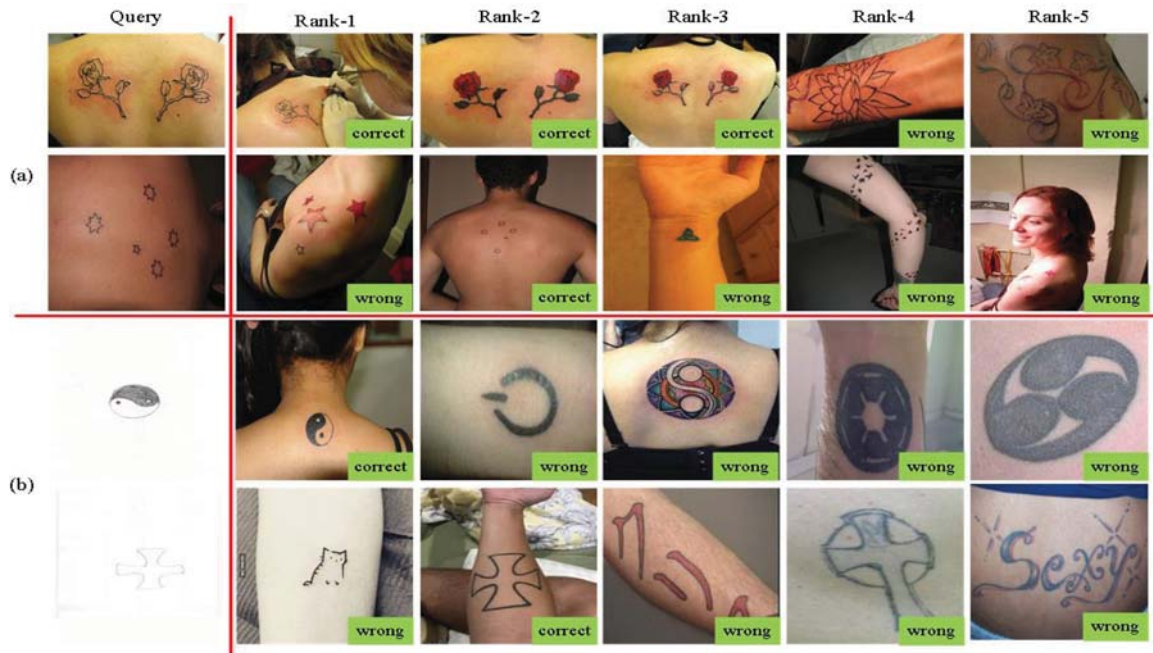 Query Rank-1 Rank-2 Rank-3 Rank-4 Rank-5
correct correct correct wrong wrong
(a)
wrong correct wrong wrong wrong
correct wrong wrong wrong wrong
(b)
Sexy
wrong correct wrong wrong wrong